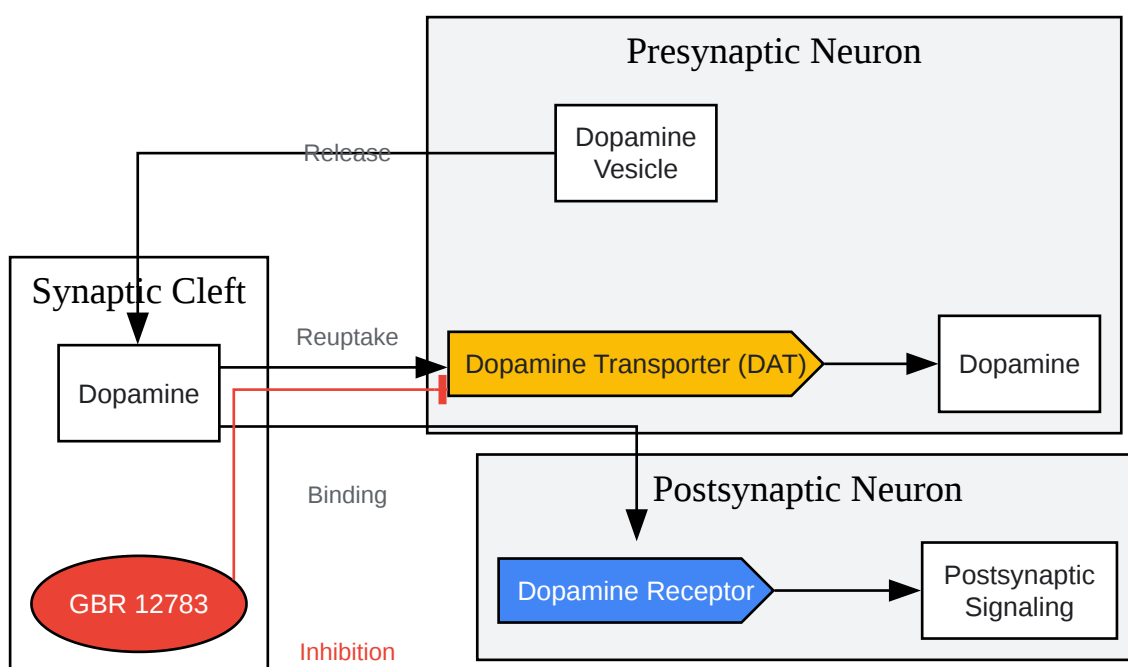 Presynaptic Neuron
Dopamine
Vesicle
Release
Synaptic Cleft
Reuptake
Dopamine Transporter (DAT)
Dopamine
Dopamine
Binding
Postsynaptic Neuron
GBR 12783
Dopamine Receptor
Postsynaptic
Signaling
Inhibition